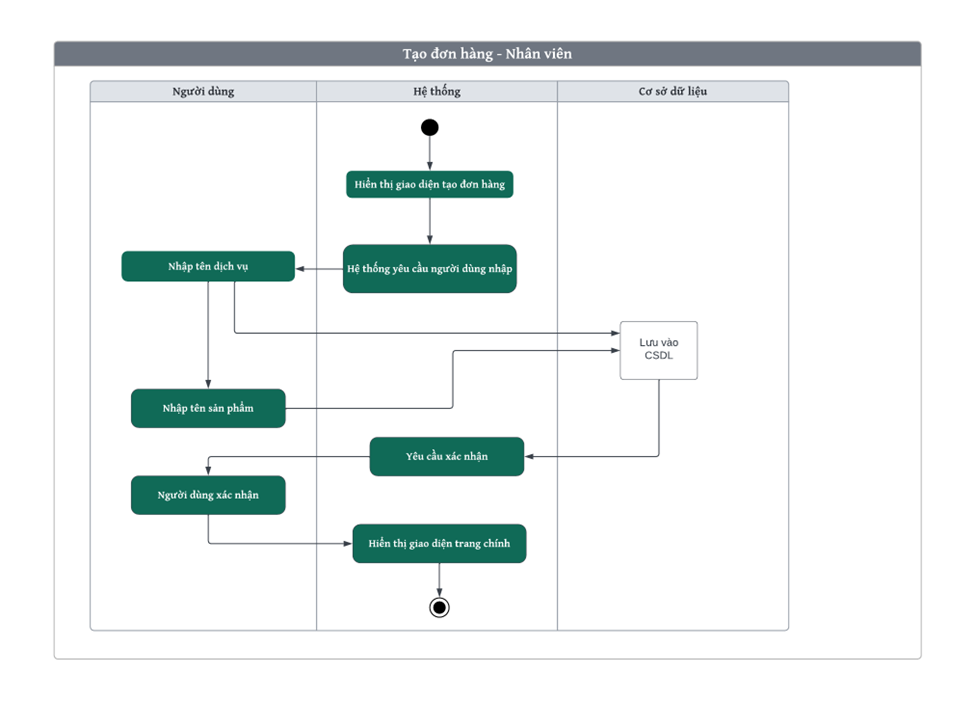 Tạo đơn hàng - Nhân viên
Người dùng
Hệ thống
Cơ sở dữ liệu
Hiển thị giao diện tạo đơn hàng
Hệ thống yêu cầu người dùng nhập
Nhập tên dịch vụ
Lưu vào
CSDL
Nhập tên sản phẩm
Yêu cầu xác nhận
Người dùng xác nhận
Hiển thị giao diện trang chính